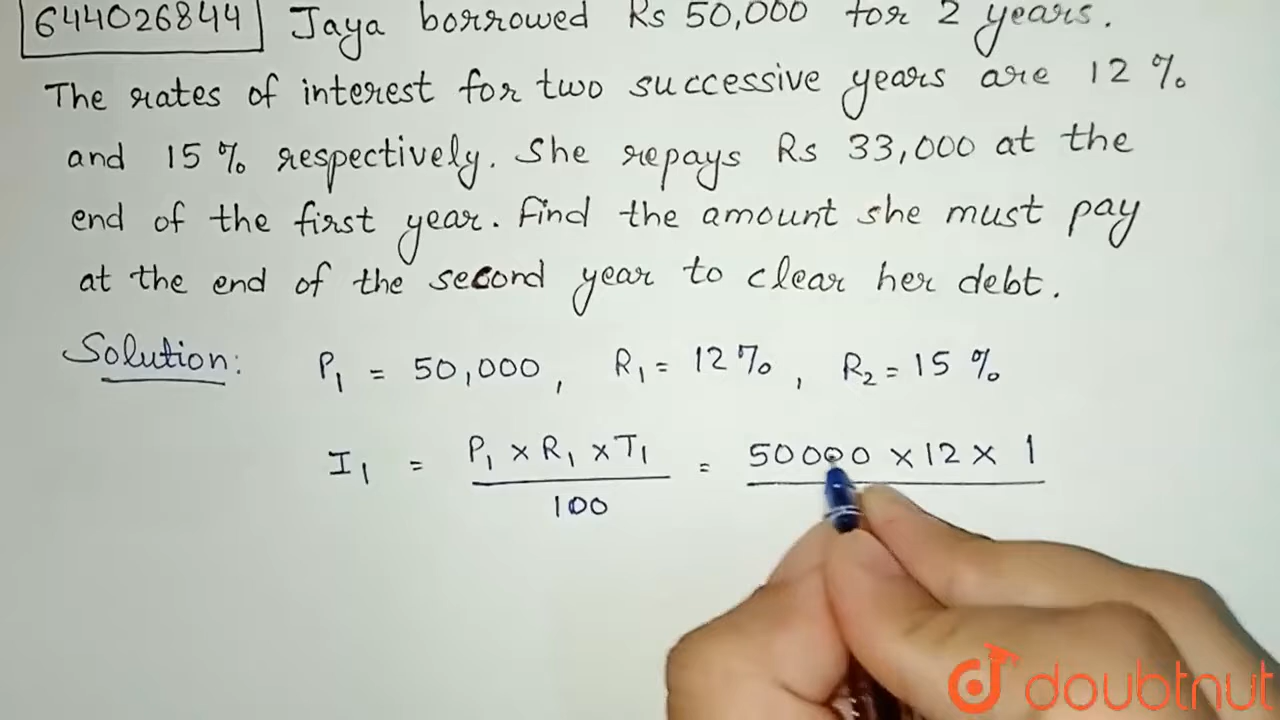 644026844 Jaya borrowed Rs 50,000 for 2 years.
The rates of interest for two successive years are 12 %
and 15 % respectively. She repays Rs 33,000 at the
end of the first year. Find the amount she must pay
at the end of the second year to clear her debt.
Solution: P₁ = 50,000, R₁ = 12 %, R₂ = 15 %
I₁ = P₁ × R₁ × T₁ / 100 = 50000 × 12 × 1
doubtnut